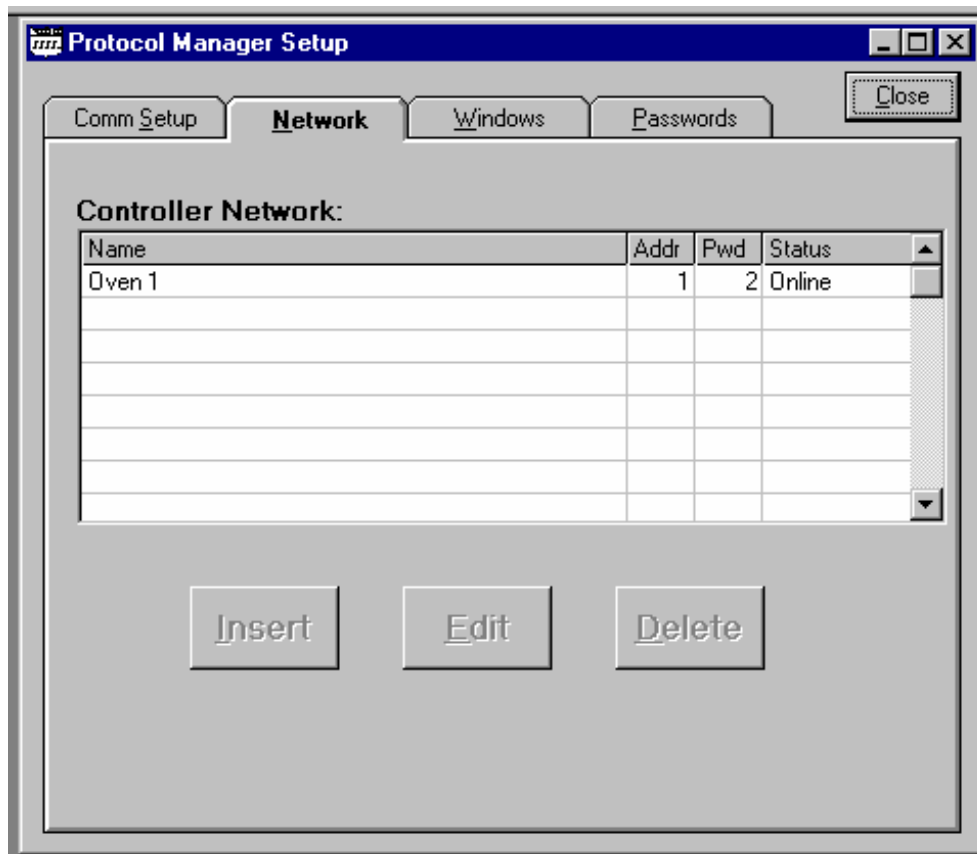 Protocol Manager Setup
Close
Comm Setup Network Windows Passwords
Controller Network:
Name Addr Pwd Status
Oven 1 1 2 Online
Insert Edit Delete